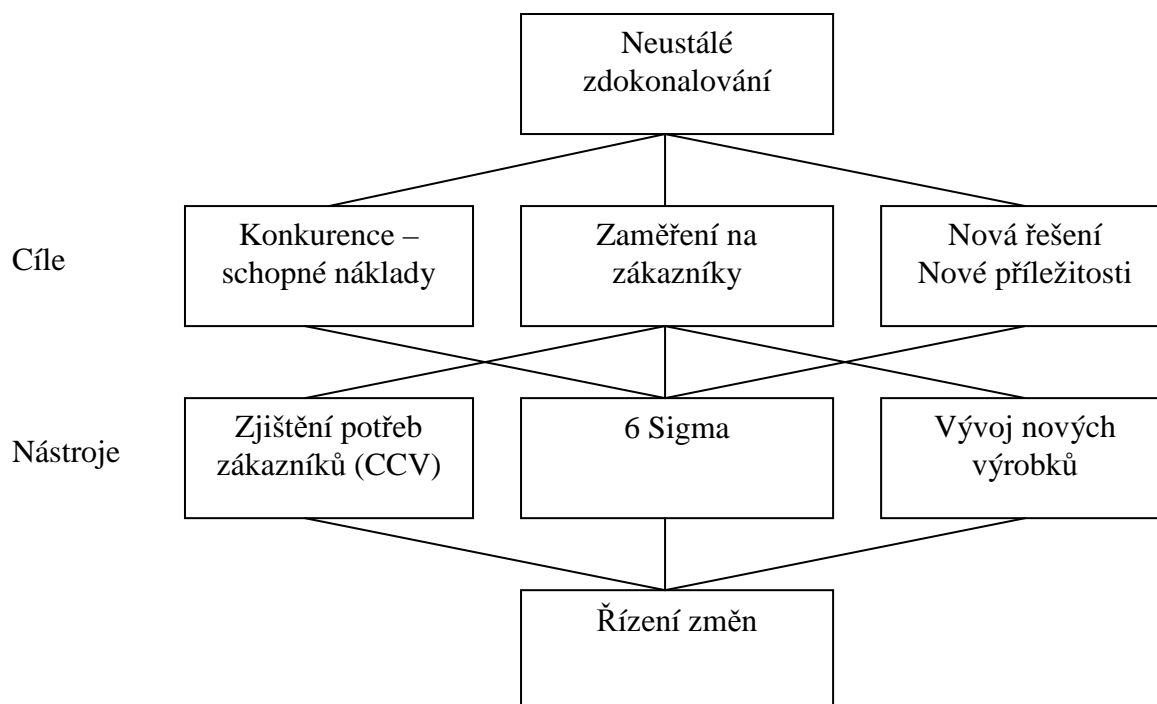 Neustálé
zdokonalování
Cíle
Konkurence –
schopné náklady
Zaměření na
zákazníky
Nová řešení
Nové příležitosti
Nástroje
Zjištění potřeb
zákazníků (CCV)
6 Sigma
Vývoj nových
výrobků
Řízení změn